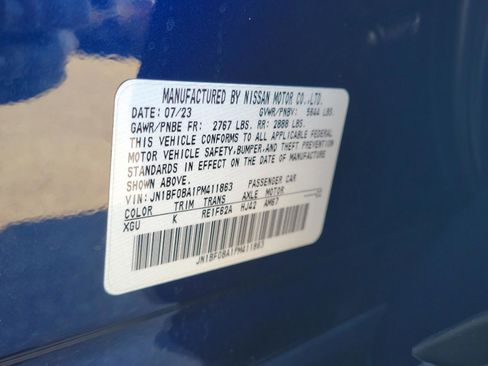 MANUFACTURED BY NISSAN MOTOR CO., LTD.
DATE: 07/23 GVWR/PNBV: 5644 LBS.
GAWR/PNBE FR: 2767 LBS. RR: 2888 LBS.
THIS VEHICLE CONFORMS TO ALL APPLICABLE FEDERAL
MOTOR VEHICLE SAFETY, BUMPER, AND THEFT PREVENTION
STANDARDS IN EFFECT ON THE DATE OF MANUFACTURE
SHOWN ABOVE.
VIN: JN1BF0BA1PM411863 PASSENGER CAR
COLOR TRIM TRANS AXLE MOTOR
XGU K RE1F62A HJ42 AM67
JN1BF0BA1PM411863